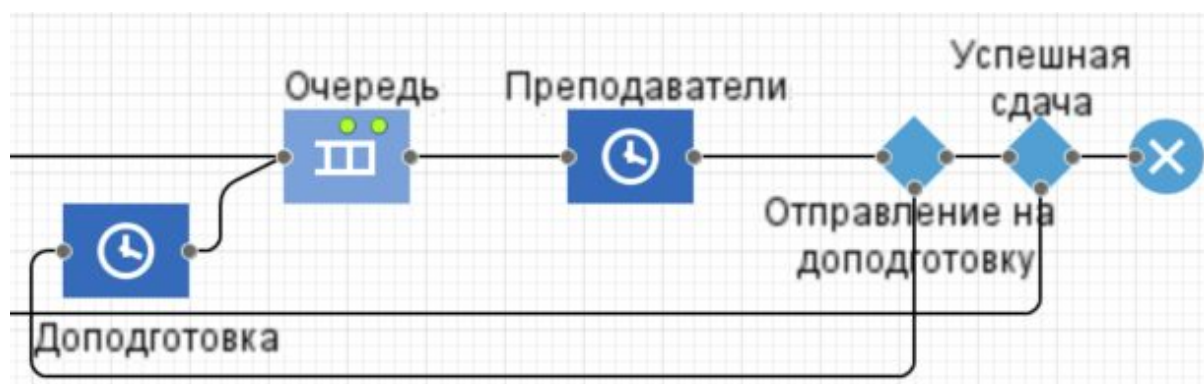 Успешная
сдача
Очередь
Преподаватели
Отправление на
доподготовку
Доподготовка